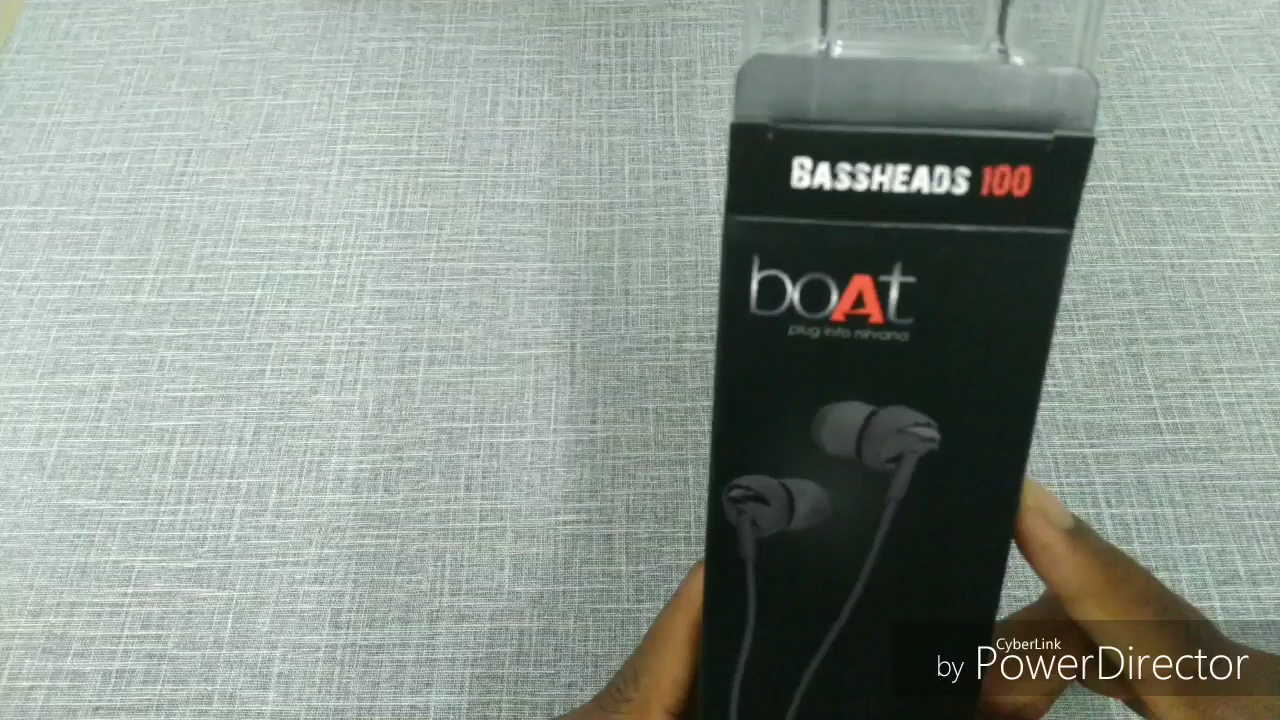 BASSHEADS 100
boAt
plug into nirvana
CyberLink
by PowerDirector